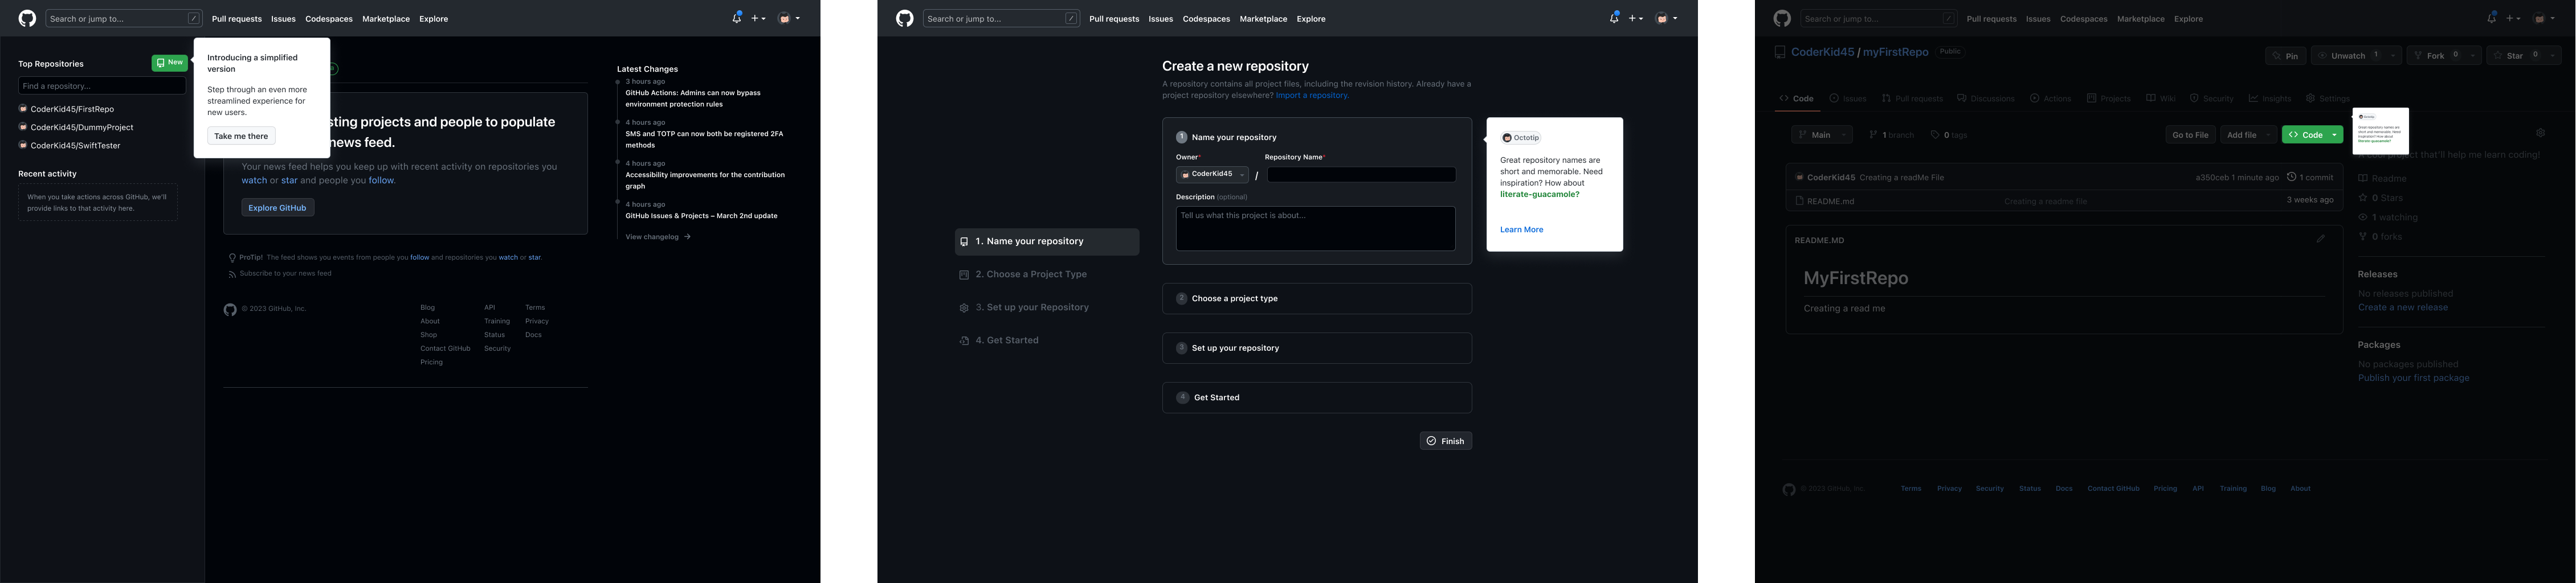 Search or jump to...
/
Pull requests
Issues
Codespaces
Marketplace
Explore
Top Repositories
New
Find a repository...
CoderKid45/FirstRepo
CoderKid45/DummyProject
CoderKid45/SwiftTester
Recent activity
When you take actions across GitHub, we'll
provide links to that activity here.
Introducing a simplified
version
Step through an even more
streamlined experience for
new users.
Take me there
sting projects and people to populate
news feed.
Your news feed helps you keep up with recent activity on repositories you
watch or star and people you follow.
Explore GitHub
ProTip! The feed shows you events from people you follow and repositories you watch or star.
Subscribe to your news feed
© 2023 GitHub, Inc.
Blog
About
Shop
Contact GitHub
Pricing
API
Training
Status
Security
Terms
Privacy
Docs
Latest Changes
3 hours ago
GitHub Actions: Admins can now bypass
environment protection rules
4 hours ago
SMS and TOTP can now both be registered 2FA
methods
4 hours ago
Accessibility improvements for the contribution
graph
4 hours ago
GitHub Issues & Projects – March 2nd update
View changelog →
Search or jump to...
/
Pull requests
Issues
Codespaces
Marketplace
Explore
1. Name your repository
2. Choose a Project Type
3. Set up your Repository
4. Get Started
Create a new repository
A repository contains all project files, including the revision history. Already have a
project repository elsewhere? Import a repository.
1 Name your repository
Owner*
Repository Name*
CoderKid45
/
Description (optional)
Tell us what this project is about...
2 Choose a project type
3 Set up your repository
4 Get Started
Finish
Octotip
Great repository names are
short and memorable. Need
inspiration? How about
literate-guacamole?
Learn More
Search or jump to...
/
Pull requests
Issues
Codespaces
Marketplace
Explore
CoderKid45 / myFirstRepo
Public
Pin
Unwatch 1
Fork 0
Star 0
Code
Issues
Pull requests
Discussions
Actions
Projects
Wiki
Security
Insights
Settings
Main
1 branch
0 tags
Go to File
Add file
Code
CoderKid45 Creating a readMe File
a350ceb 1 minute ago
1 commit
README.md
Creating a readme file
3 weeks ago
README.MD
MyFirstRepo
Creating a read me
Octotip
Great repository names are
short and memorable. Need
inspiration? How about
literate-guacamole?
project that'll help me learn coding!
Readme
0 Stars
1 watching
0 forks
Releases
No releases published
Create a new release
Packages
No packages published
Publish your first package
© 2023 GitHub, Inc.
Terms
Privacy
Security
Status
Docs
Contact GitHub
Pricing
API
Training
Blog
About